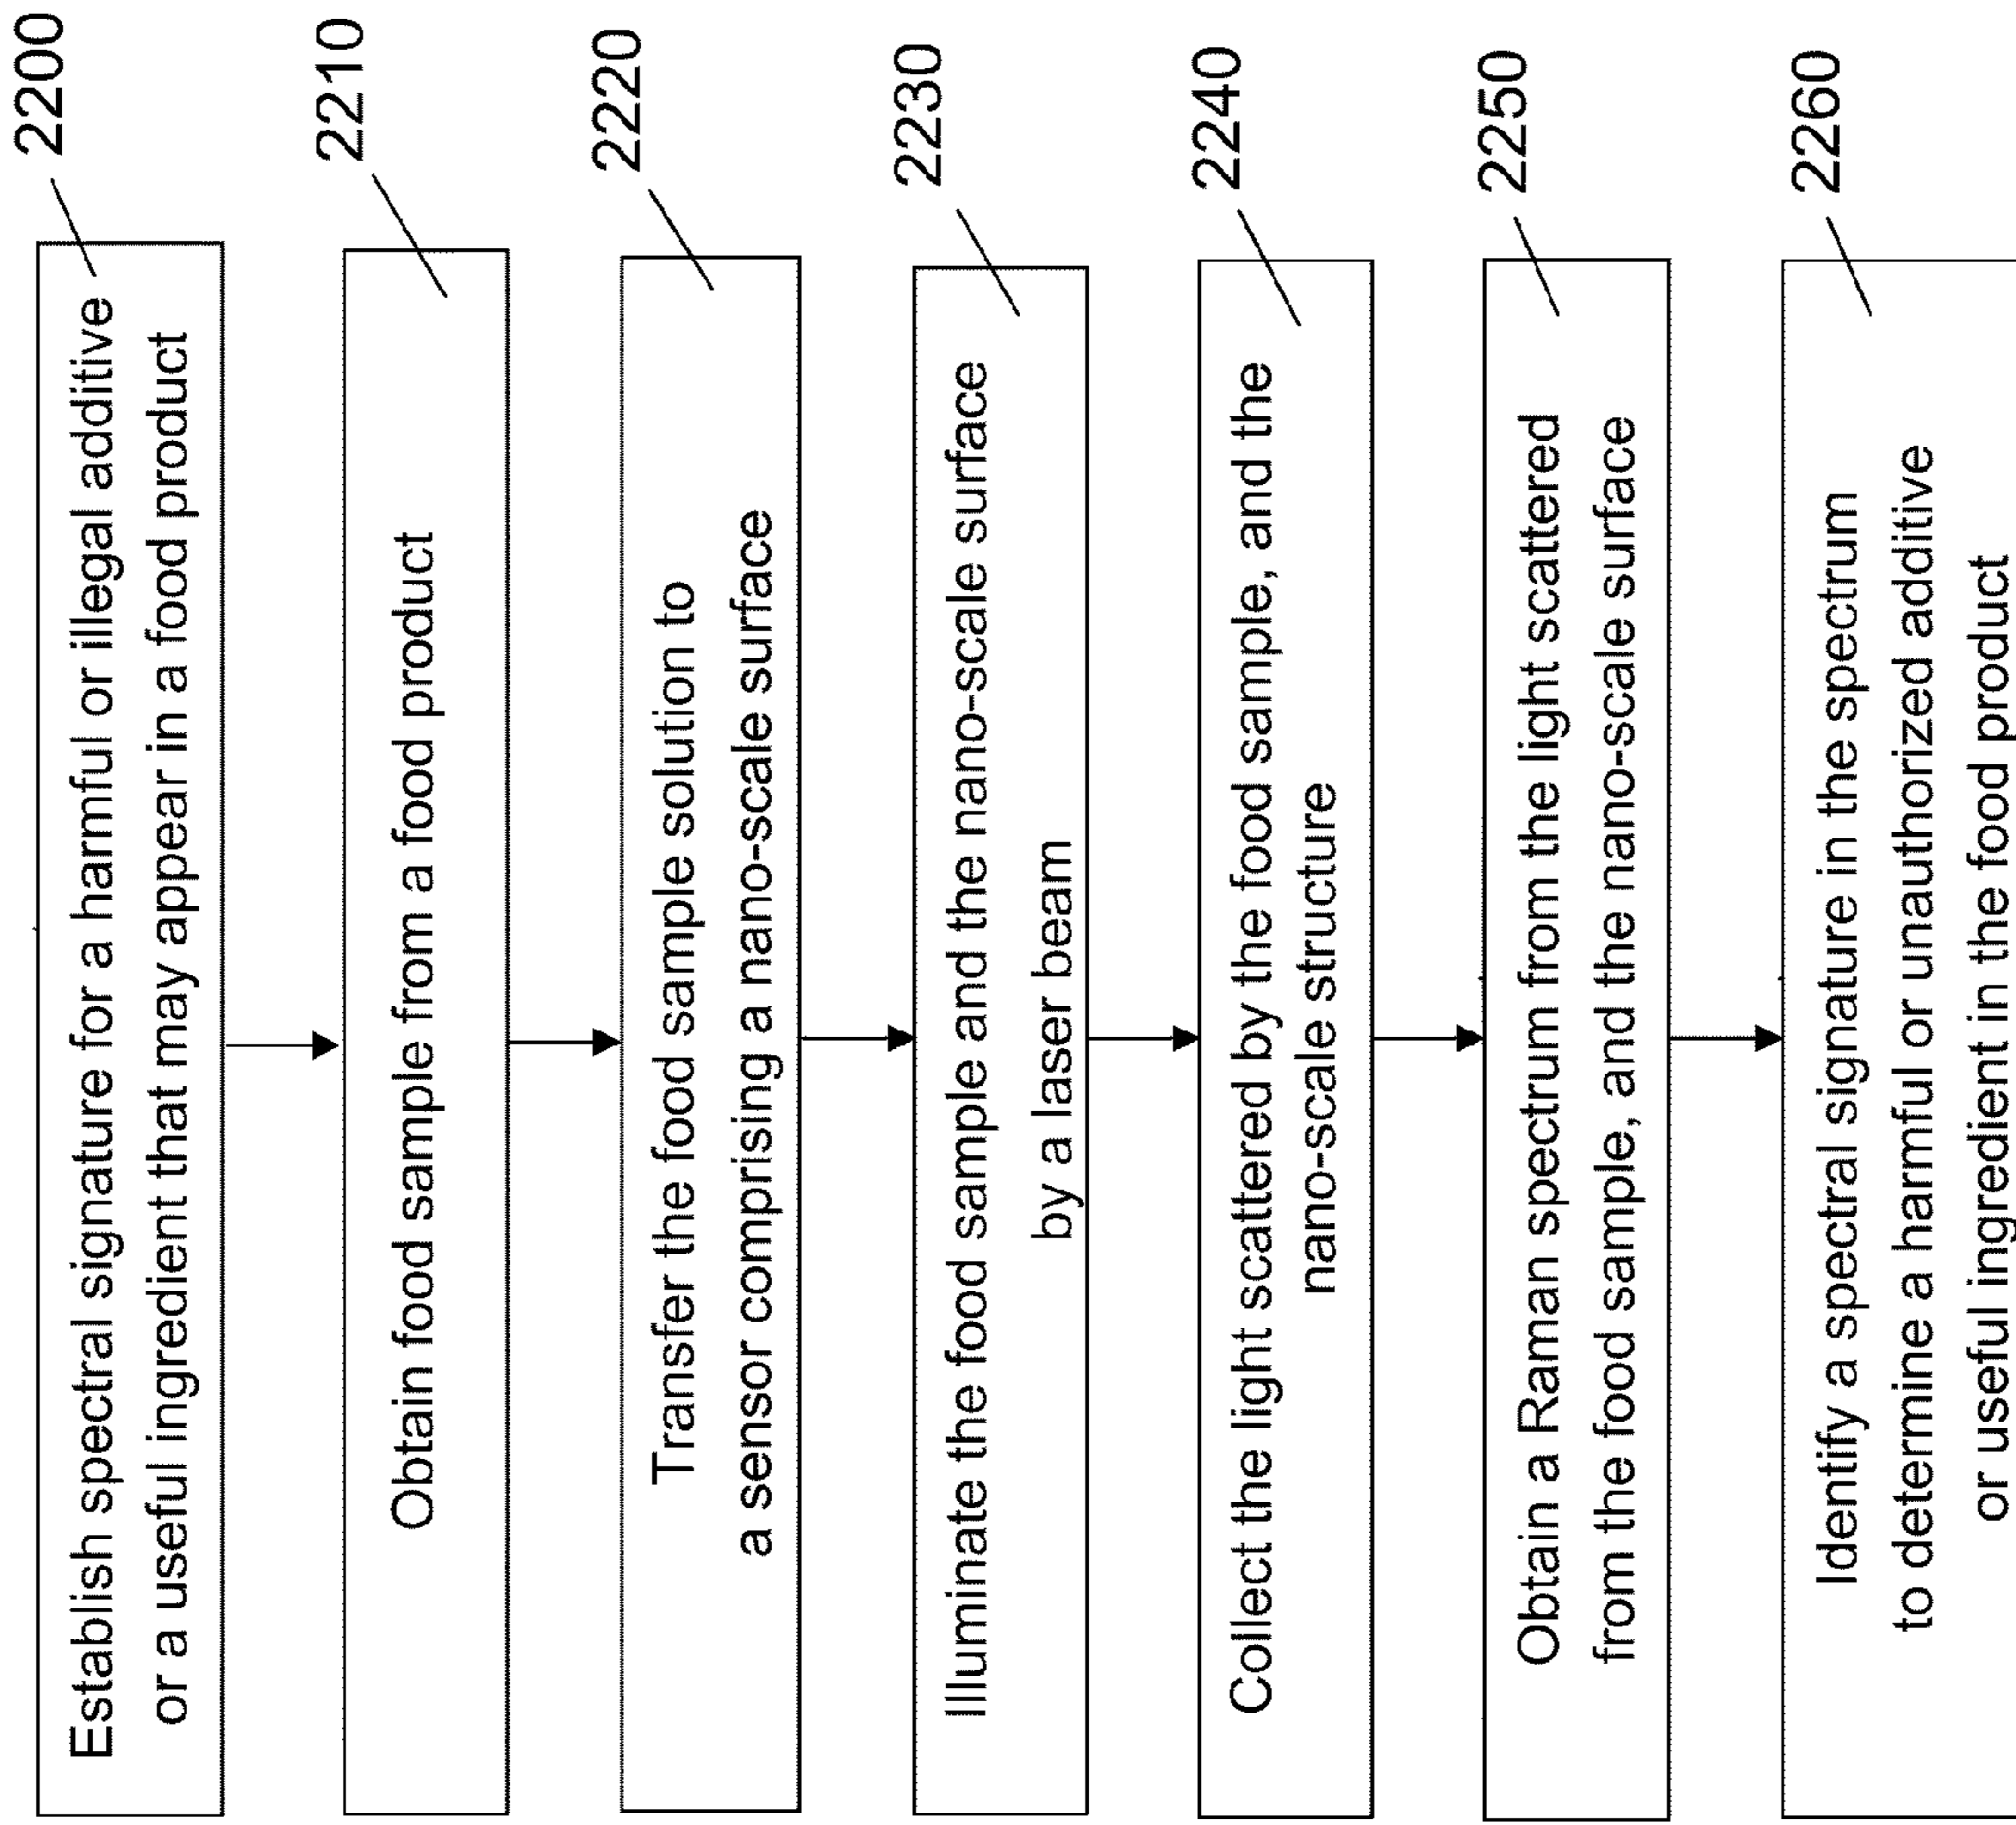 2200
Establish spectral signature for a harmful or illegal additive
or a useful ingredient that may appear in a food product
2210
Obtain food sample from a food product
2220
Transfer the food sample solution to
a sensor comprising a nano-scale surface
2230
Illuminate the food sample and the nano-scale surface
by a laser beam
2240
Collect the light scattered by the food sample, and the
nano-scale structure
2250
Obtain a Raman spectrum from the light scattered
from the food sample, and the nano-scale surface
2260
Identify a spectral signature in the spectrum
to determine a harmful or unauthorized additive
or useful ingredient in the food product